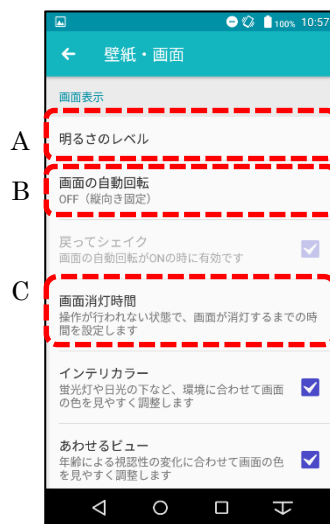 100% 10:57
壁紙・画面
画面表示
A
明るさのレベル
B
画面の自動回転
OFF（縦向き固定）
戻ってシェイク
画面の自動回転がONの時に有効です
C
画面消灯時間
操作が行われない状態で、画面が消灯するまでの時
間を設定します
インテリカラー
蛍光灯や日光の下など、環境に合わせて画面
の色を見やすく調整します
あわせるビュー
年齢による視認性の変化に合わせて画面の色
を見やすく調整します